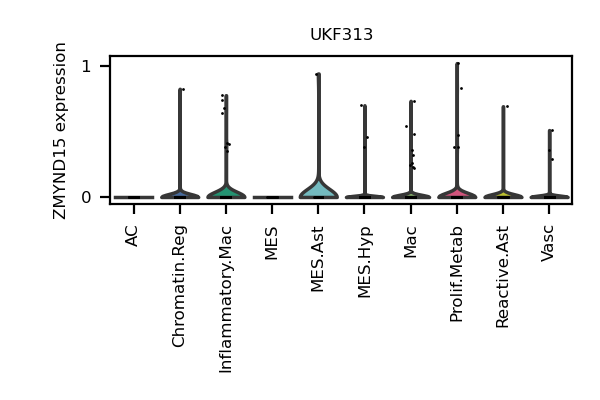 UKF313
ZMYND15 expression
1
0
AC
Chromatin.Reg
Inflammatory.Mac
MES
MES.Ast
MES.Hyp
Mac
Prolif.Metab
Reactive.Ast
Vasc